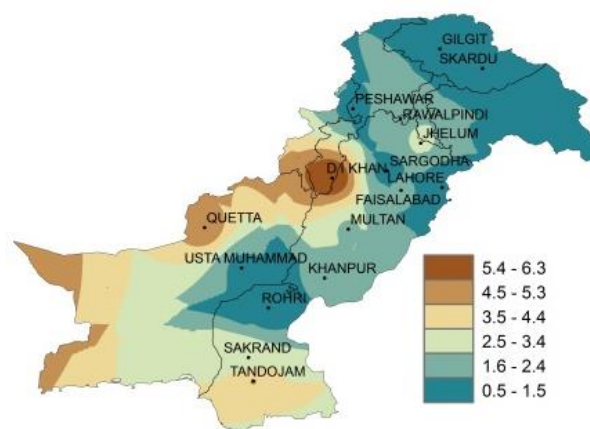 GILGIT
SKARDU
PESHAWAR
RAWALPINDI
JHELUM
SARGODHA
D I KHAN
LAHORE
FAISALABAD
QUETTA
MULTAN
USTA MUHAMMAD
KHANPUR
ROHRI
SAKRAND
TANDOJAM
5.4 - 6.3
4.5 - 5.3
3.5 - 4.4
2.5 - 3.4
1.6 - 2.4
0.5 - 1.5